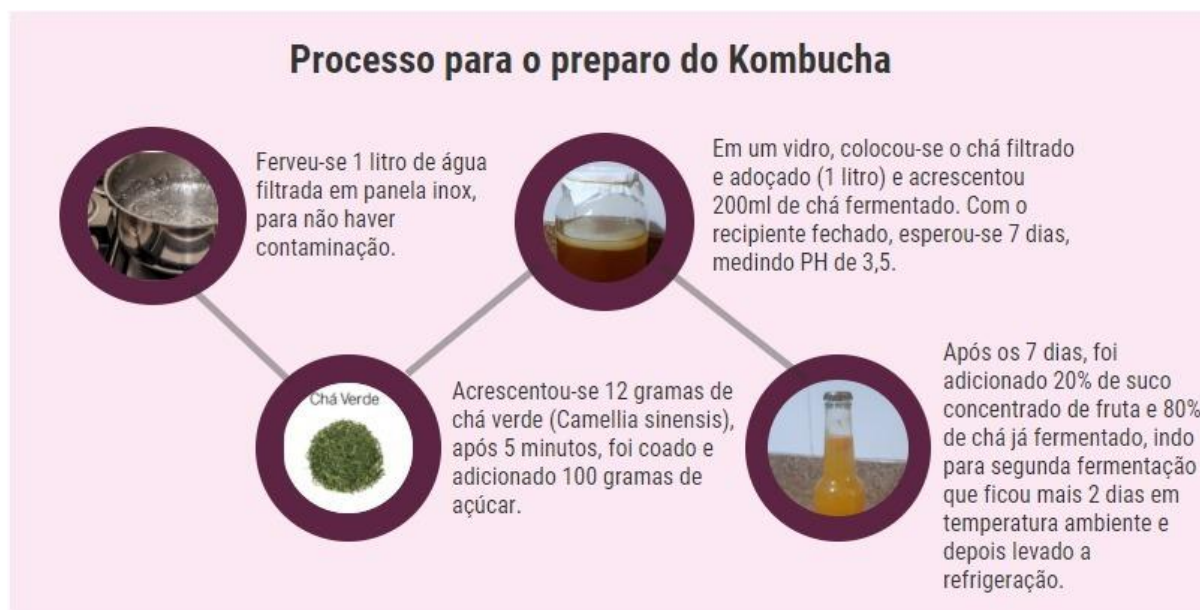 Processo para o preparo do Kombucha
Ferveu-se 1 litro de água
filtrada em panela inox,
para não haver
contaminação.
Chá Verde
Acrescentou-se 12 gramas de
chá verde (Camellia sinensis),
após 5 minutos, foi coado e
adicionado 100 gramas de
açúcar.
Em um vidro, colocou-se o chá filtrado
e adoçado (1 litro) e acrescentou
200ml de chá fermentado. Com o
recipiente fechado, esperou-se 7 dias,
medindo PH de 3,5.
Após os 7 dias, foi
adicionado 20% de suco
concentrado de fruta e 80%
de chá já fermentado, indo
para segunda fermentação
que ficou mais 2 dias em
temperatura ambiente e
depois levado a
refrigeração.